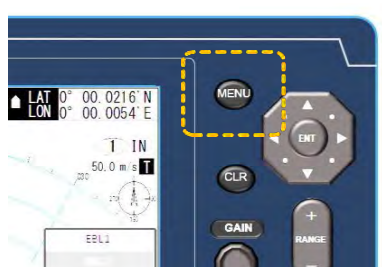 LAT 0° 00.0216'N
LON 0° 00.0054'E
1 IN
50.0 m/s T
EBL1
MENU
ENT
CLR
GAIN
+
RANGE
-